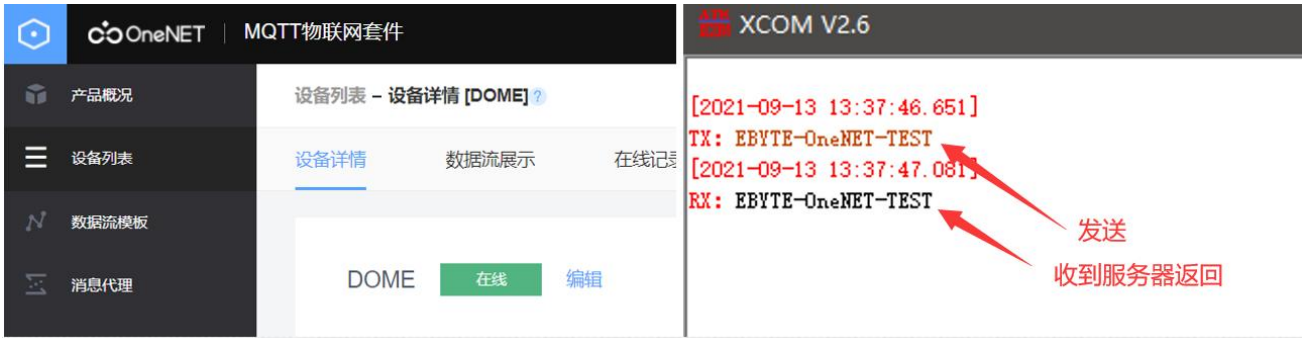 OneNET | MQTT物联网套件
产品概况
设备列表
数据流模板
消息代理
设备列表 – 设备详情 [DOME] ?
设备详情 数据流展示 在线记录
DOME 在线 编辑
XCOM V2.6
[2021-09-13 13:37:46.651]
TX: EBYTE-OneNET-TEST
[2021-09-13 13:37:47.081]
RX: EBYTE-OneNET-TEST
发送
收到服务器返回